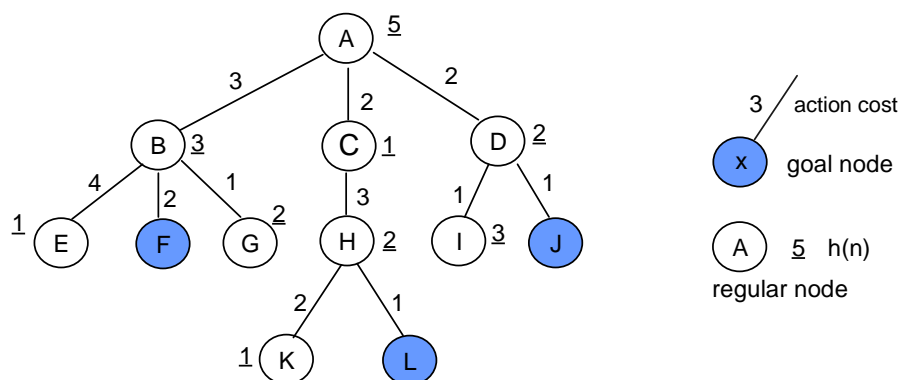 A 5
3 2 2
B 3 C 1 D 2
4 2 1 3 1 1
1 E F G 2 H 2 I 3 J
2 1
1 K L
3 action cost
x goal node
A 5 h(n)
regular node